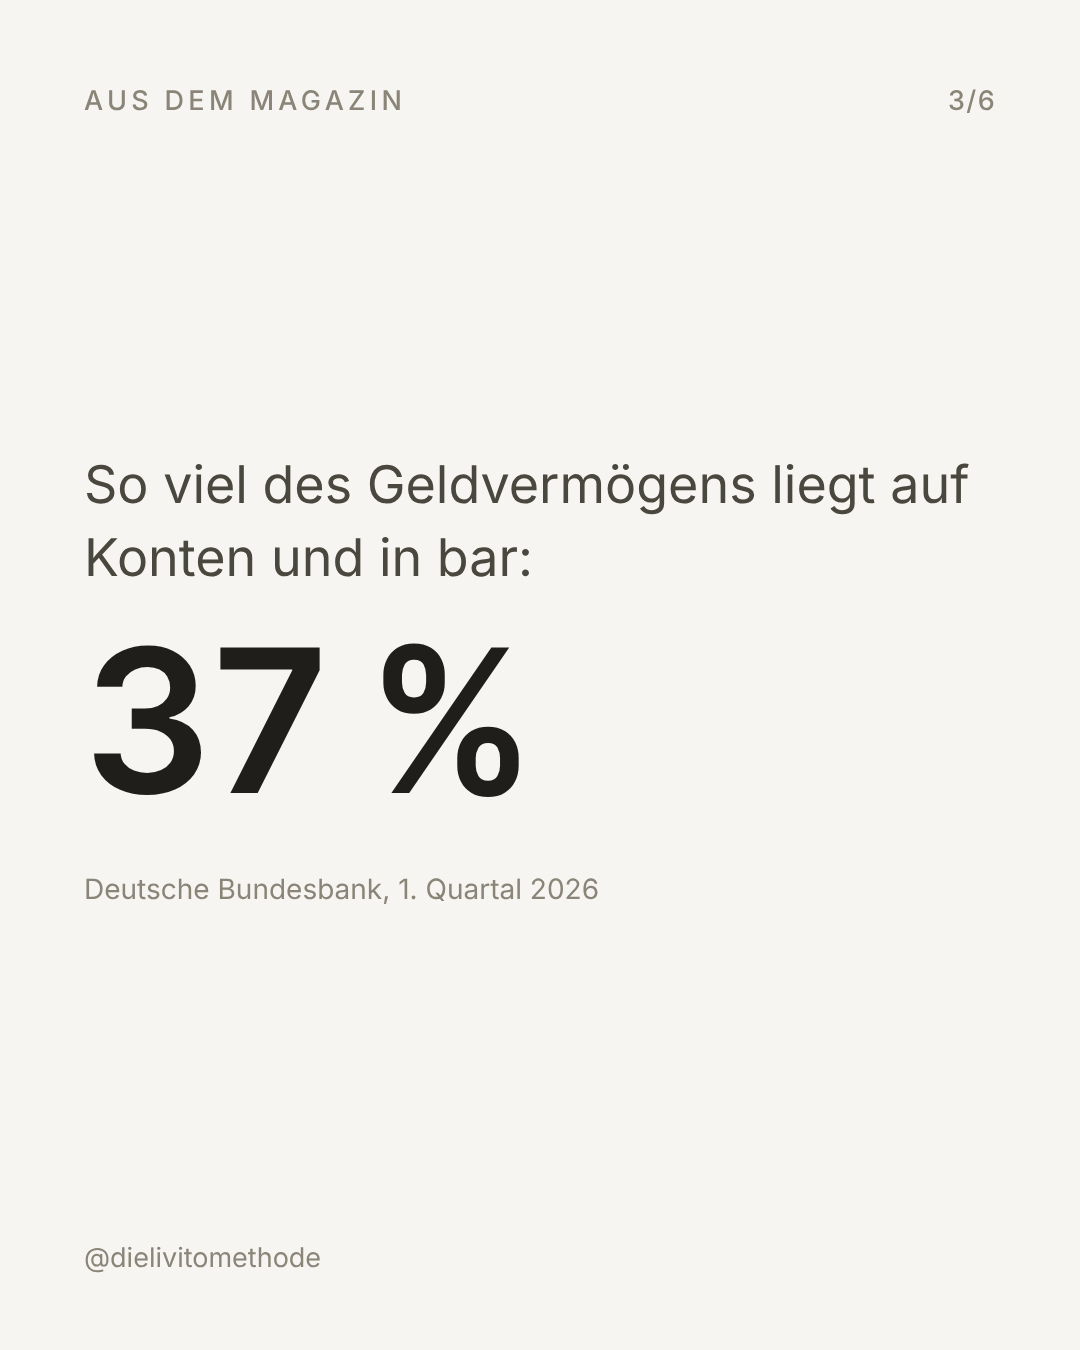 AUS DEM MAGAZIN
3/6
So viel des Geldvermögens liegt auf
Konten und in bar:
37 %
Deutsche Bundesbank, 1. Quartal 2026
@dielivitomethode